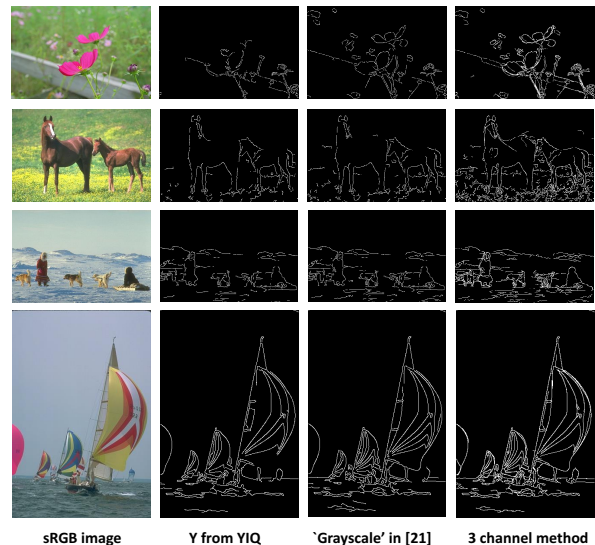 sRGB image
Y from YIQ
`Grayscale’ in [21]
3 channel method